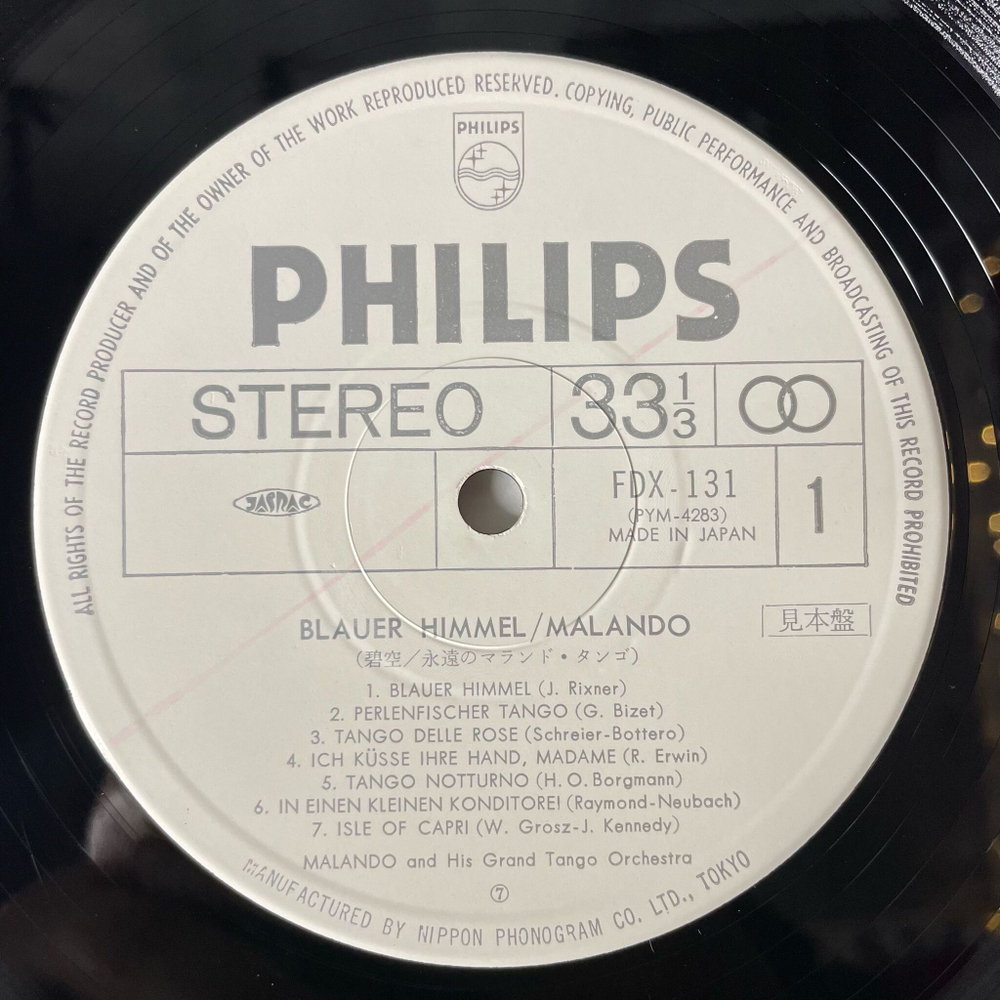 ALL RIGHTS OF THE RECORD PRODUCER AND OF THE OWNER OF THE WORK REPRODUCED RESERVED. COPYING, PUBLIC PERFORMANCE AND BROADCASTING OF THIS RECORD PROHIBITED
PHILIPS
PHILIPS
STEREO 33 1/3
JASRAC
FDX-131
(PYM-4283)
MADE IN JAPAN
1
BLAUER HIMMEL/MALANDO
見本盤
(碧空/永遠のマランド・タンゴ)
1. BLAUER HIMMEL (J. Rixner)
2. PERLENFISCHER TANGO (G. Bizet)
3. TANGO DELLE ROSE (Schreier-Bottero)
4. ICH KÜSSE IHRE HAND, MADAME (R. Erwin)
5. TANGO NOTTURNO (H. O. Borgmann)
6. IN EINEN KLEINEN KONDITOREI (Raymond-Neubach)
7. ISLE OF CAPRI (W. Grosz-J. Kennedy)
MALANDO and His Grand Tango Orchestra
⑦
MANUFACTURED BY NIPPON PHONOGRAM CO. LTD., TOKYO